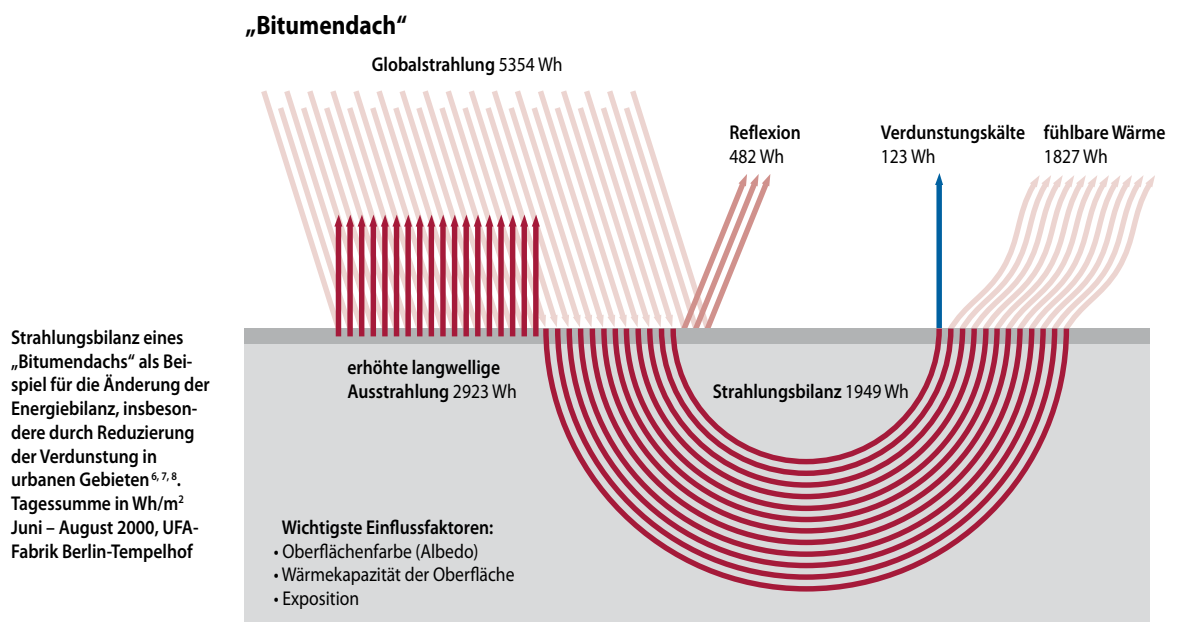 „Bitumendach“
Globalstrahlung 5354 Wh
Reflexion
482 Wh
Verdunstungskälte
123 Wh
fühlbare Wärme
1827 Wh
Strahlungsbilanz eines
„Bitumendachs“ als Bei-
spiel für die Änderung der
Energiebilanz, insbeson-
dere durch Reduzierung
der Verdunstung in
urbanen Gebieten 6, 7, 8.
Tagessumme in Wh/m²
Juni – August 2000, UFA-
Fabrik Berlin-Tempelhof
erhöhte langwellige
Ausstrahlung 2923 Wh
Strahlungsbilanz 1949 Wh
Wichtigste Einflussfaktoren:
• Oberflächenfarbe (Albedo)
• Wärmekapazität der Oberfläche
• Exposition